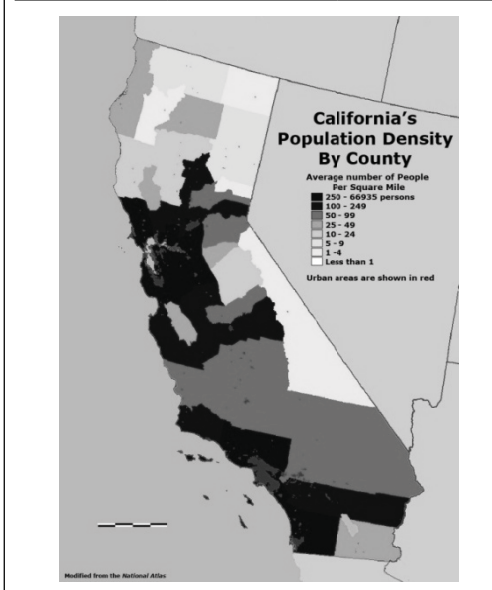 California's
Population Density
By County
Average number of People
Per Square Mile
250 - 66935 persons
100 - 249
50 - 99
25 - 49
10 - 24
5 - 9
1 - 4
Less than 1
Urban areas are shown in red
Modified from the National Atlas